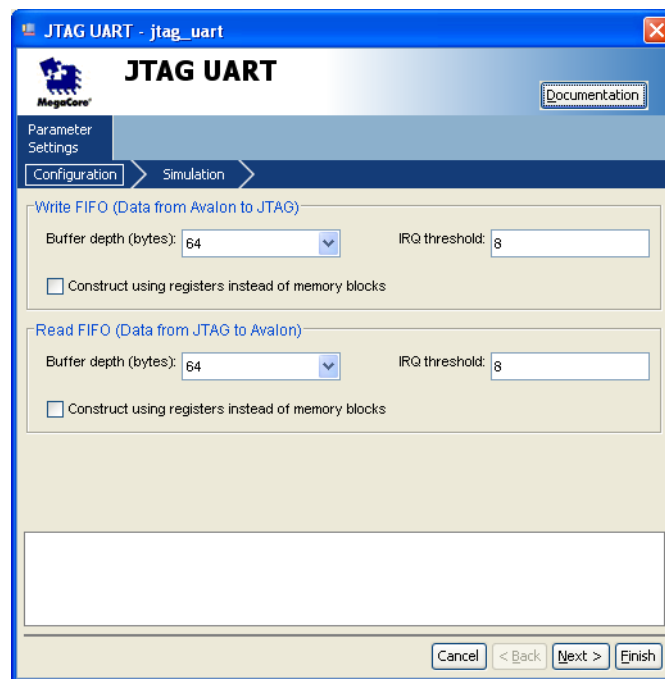 JTAG UART - jtag_uart
JTAG UART
MegaCore®
Documentation
Parameter
Settings
Configuration
Simulation
Write FIFO (Data from Avalon to JTAG)
Buffer depth (bytes): 64 IRQ threshold: 8
Construct using registers instead of memory blocks
Read FIFO (Data from JTAG to Avalon)
Buffer depth (bytes): 64 IRQ threshold: 8
Construct using registers instead of memory blocks
Cancel < Back Next > Finish